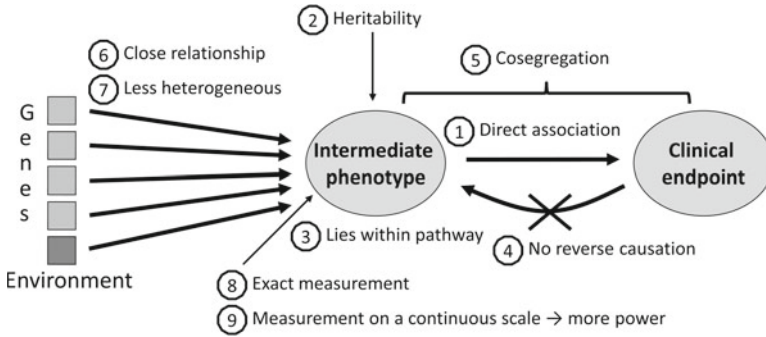 2 Heritability
6 Close relationship
7 Less heterogeneous
5 Cosegregation
Genes
1 Direct association
Intermediate
phenotype
Clinical
endpoint
3 Lies within pathway
4 No reverse causation
Environment
8 Exact measurement
9 Measurement on a continuous scale → more power